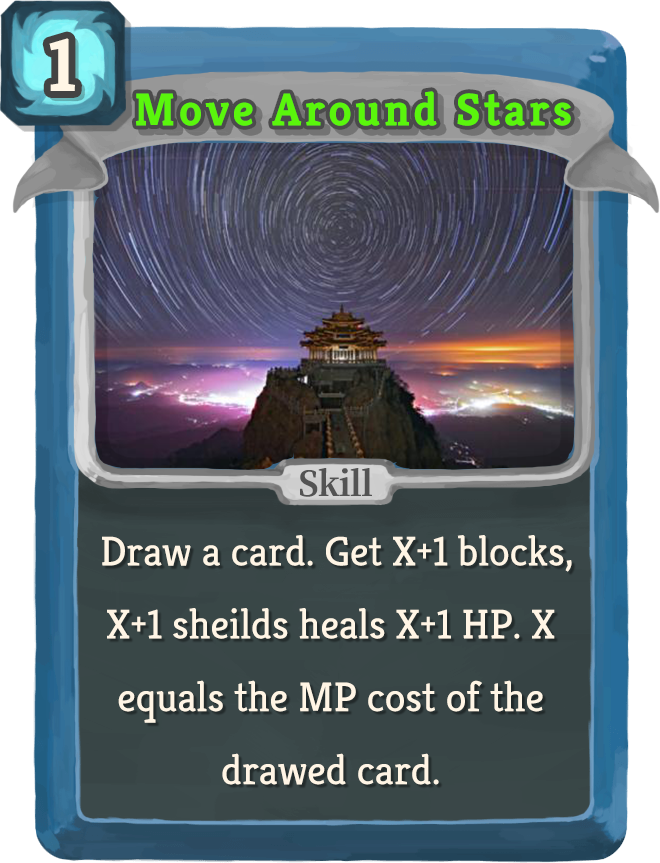 1
Move Around Stars
Skill
Draw a card. Get X+1 blocks,
X+1 sheilds heals X+1 HP. X
equals the MP cost of the
drawed card.